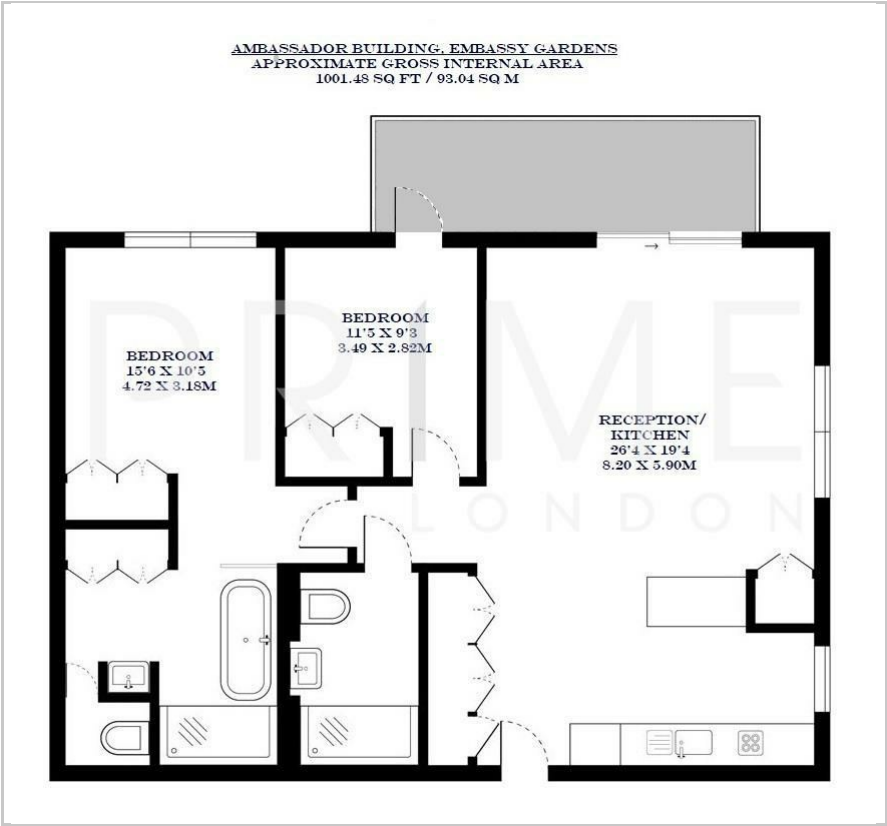 AMBASSADOR BUILDING, EMBASSY GARDENS
APPROXIMATE GROSS INTERNAL AREA
1001.48 SQ FT / 93.04 SQ M
BEDROOM
11'5 X 9'3
3.49 X 2.82M
BEDROOM
15'6 X 10'5
4.72 X 3.18M
RECEPTION/
KITCHEN
26'4 X 19'4
8.20 X 5.90M
PRIME
LONDON